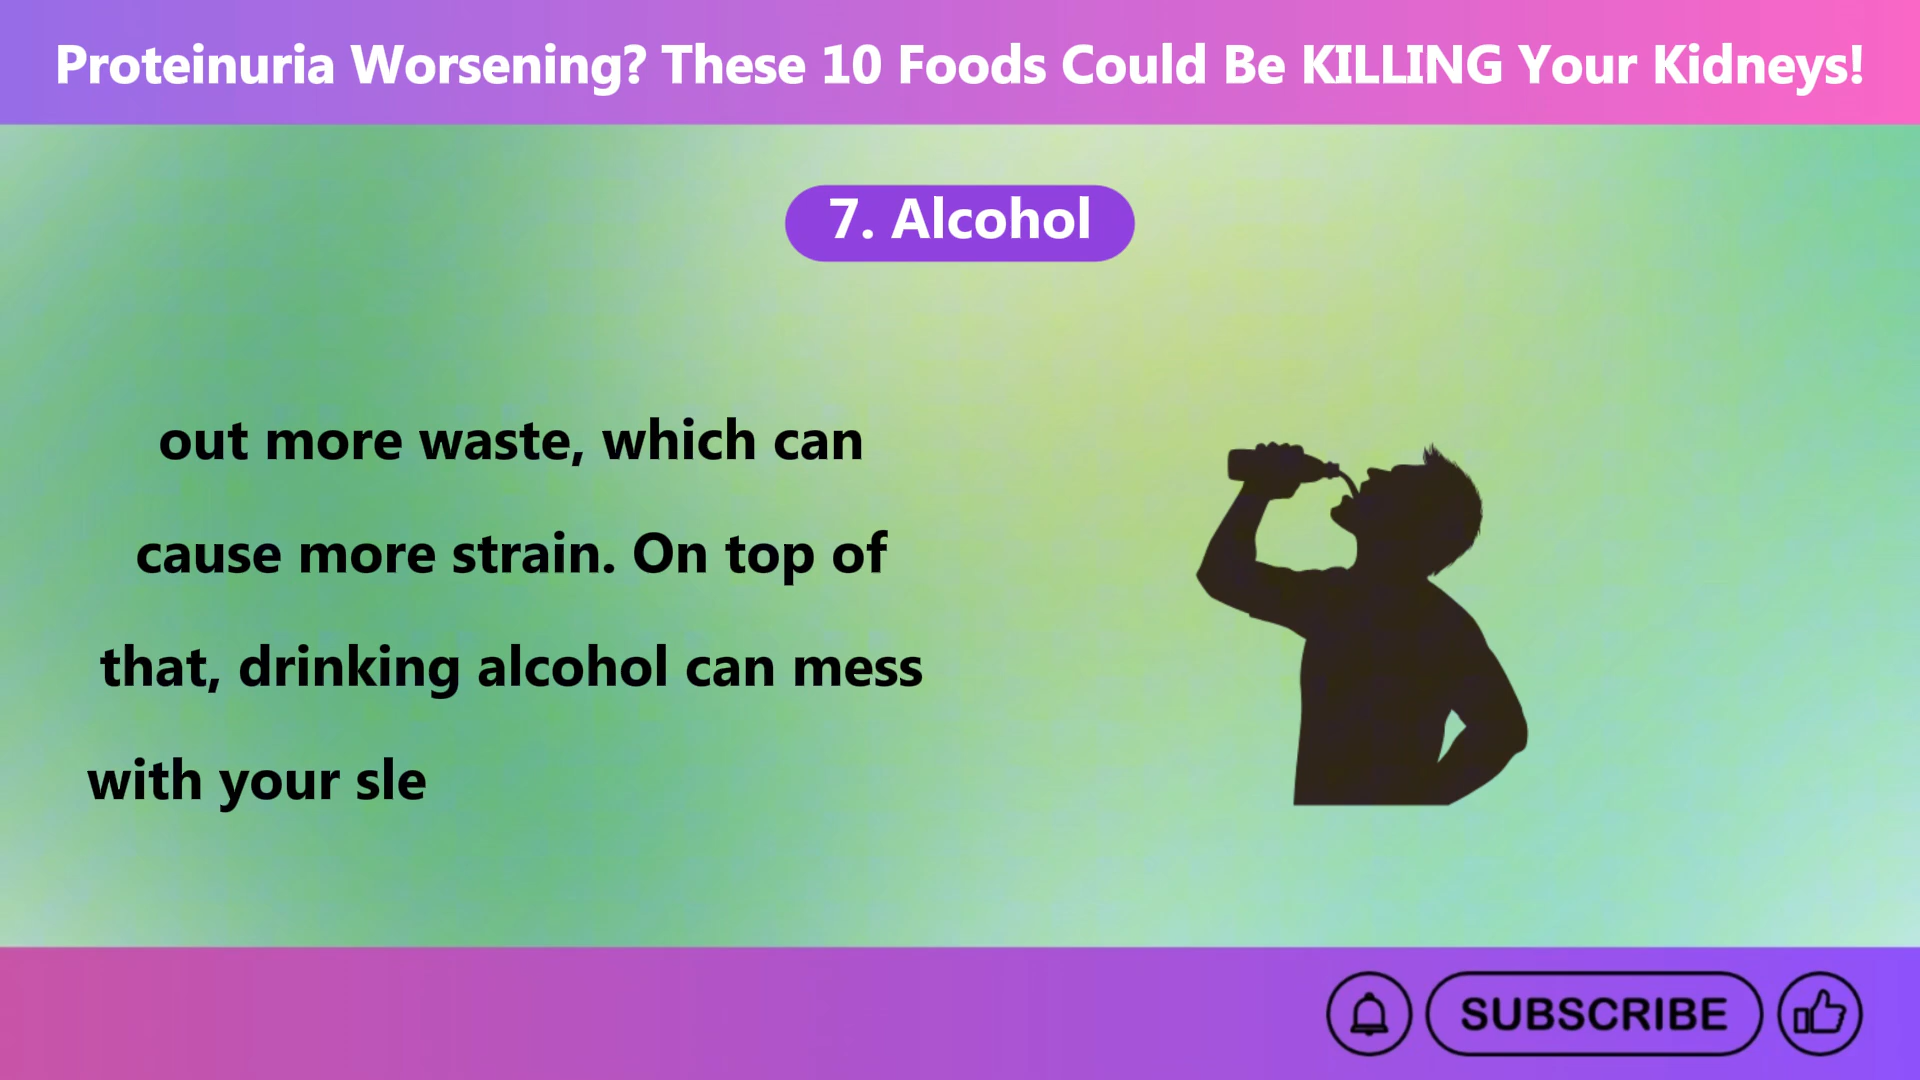 Proteinuria Worsening? These 10 Foods Could Be KILLING Your Kidneys!
7. Alcohol
out more waste, which can
cause more strain. On top of
that, drinking alcohol can mess
with your sle
SUBSCRIBE